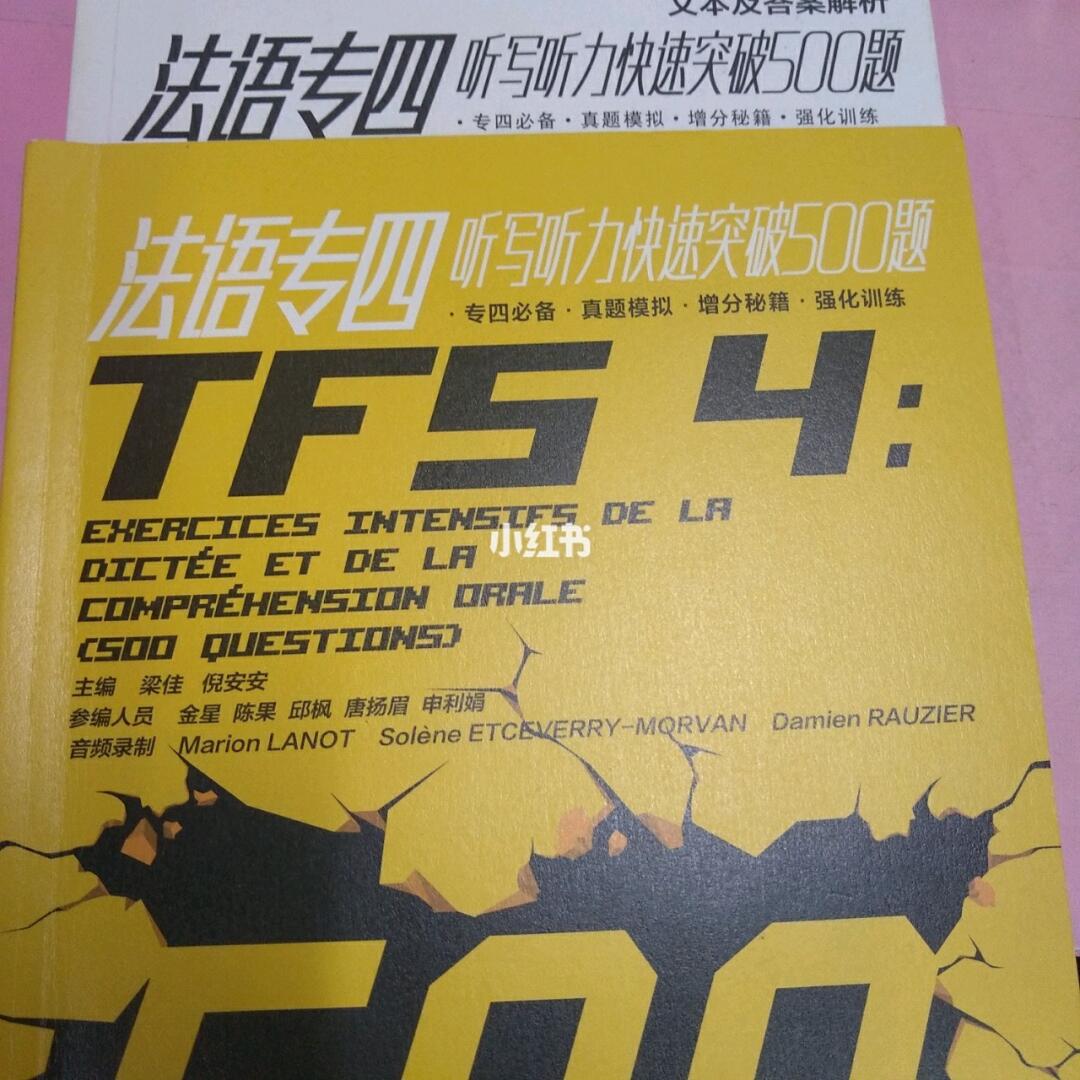 文本及答案解析
法语专四 听写听力快速突破500题
·专四必备·真题模拟·增分秘籍·强化训练
法语专四 听写听力快速突破500题
·专四必备·真题模拟·增分秘籍·强化训练
TFS 4:
EXERCICES INTENSIFS DE LA
DICTÉE ET DE LA
COMPRÉHENSION ORALE
(500 QUESTIONS)
小红书
主编 梁佳 倪安安
参编人员 金星 陈果 邱枫 唐扬眉 申利娟
音频录制 Marion LANOT Solène ETCEVERRY-MORVAN Damien RAUZIER
500